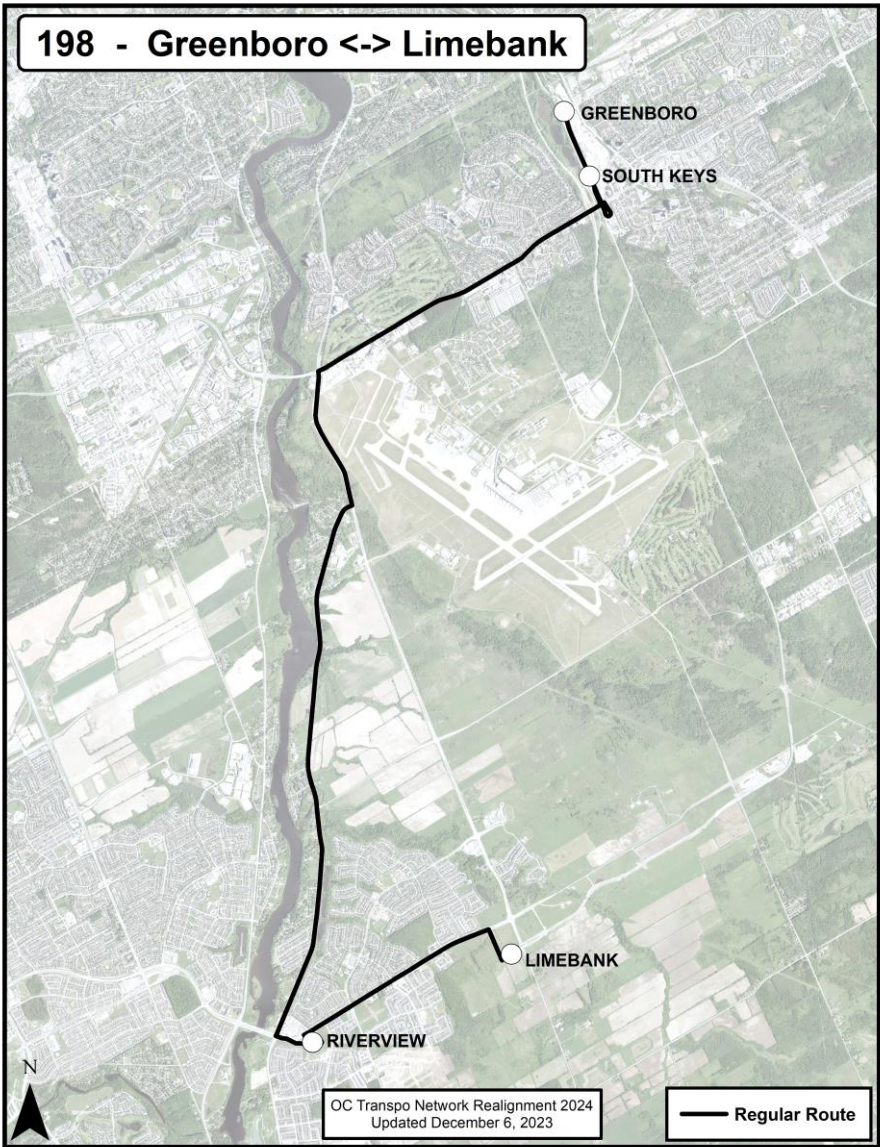 198 - Greenboro <-> Limebank
GREENBORO
SOUTH KEYS
LIMEBANK
RIVERVIEW
N
OC Transpo Network Realignment 2024
Updated December 6, 2023
Regular Route